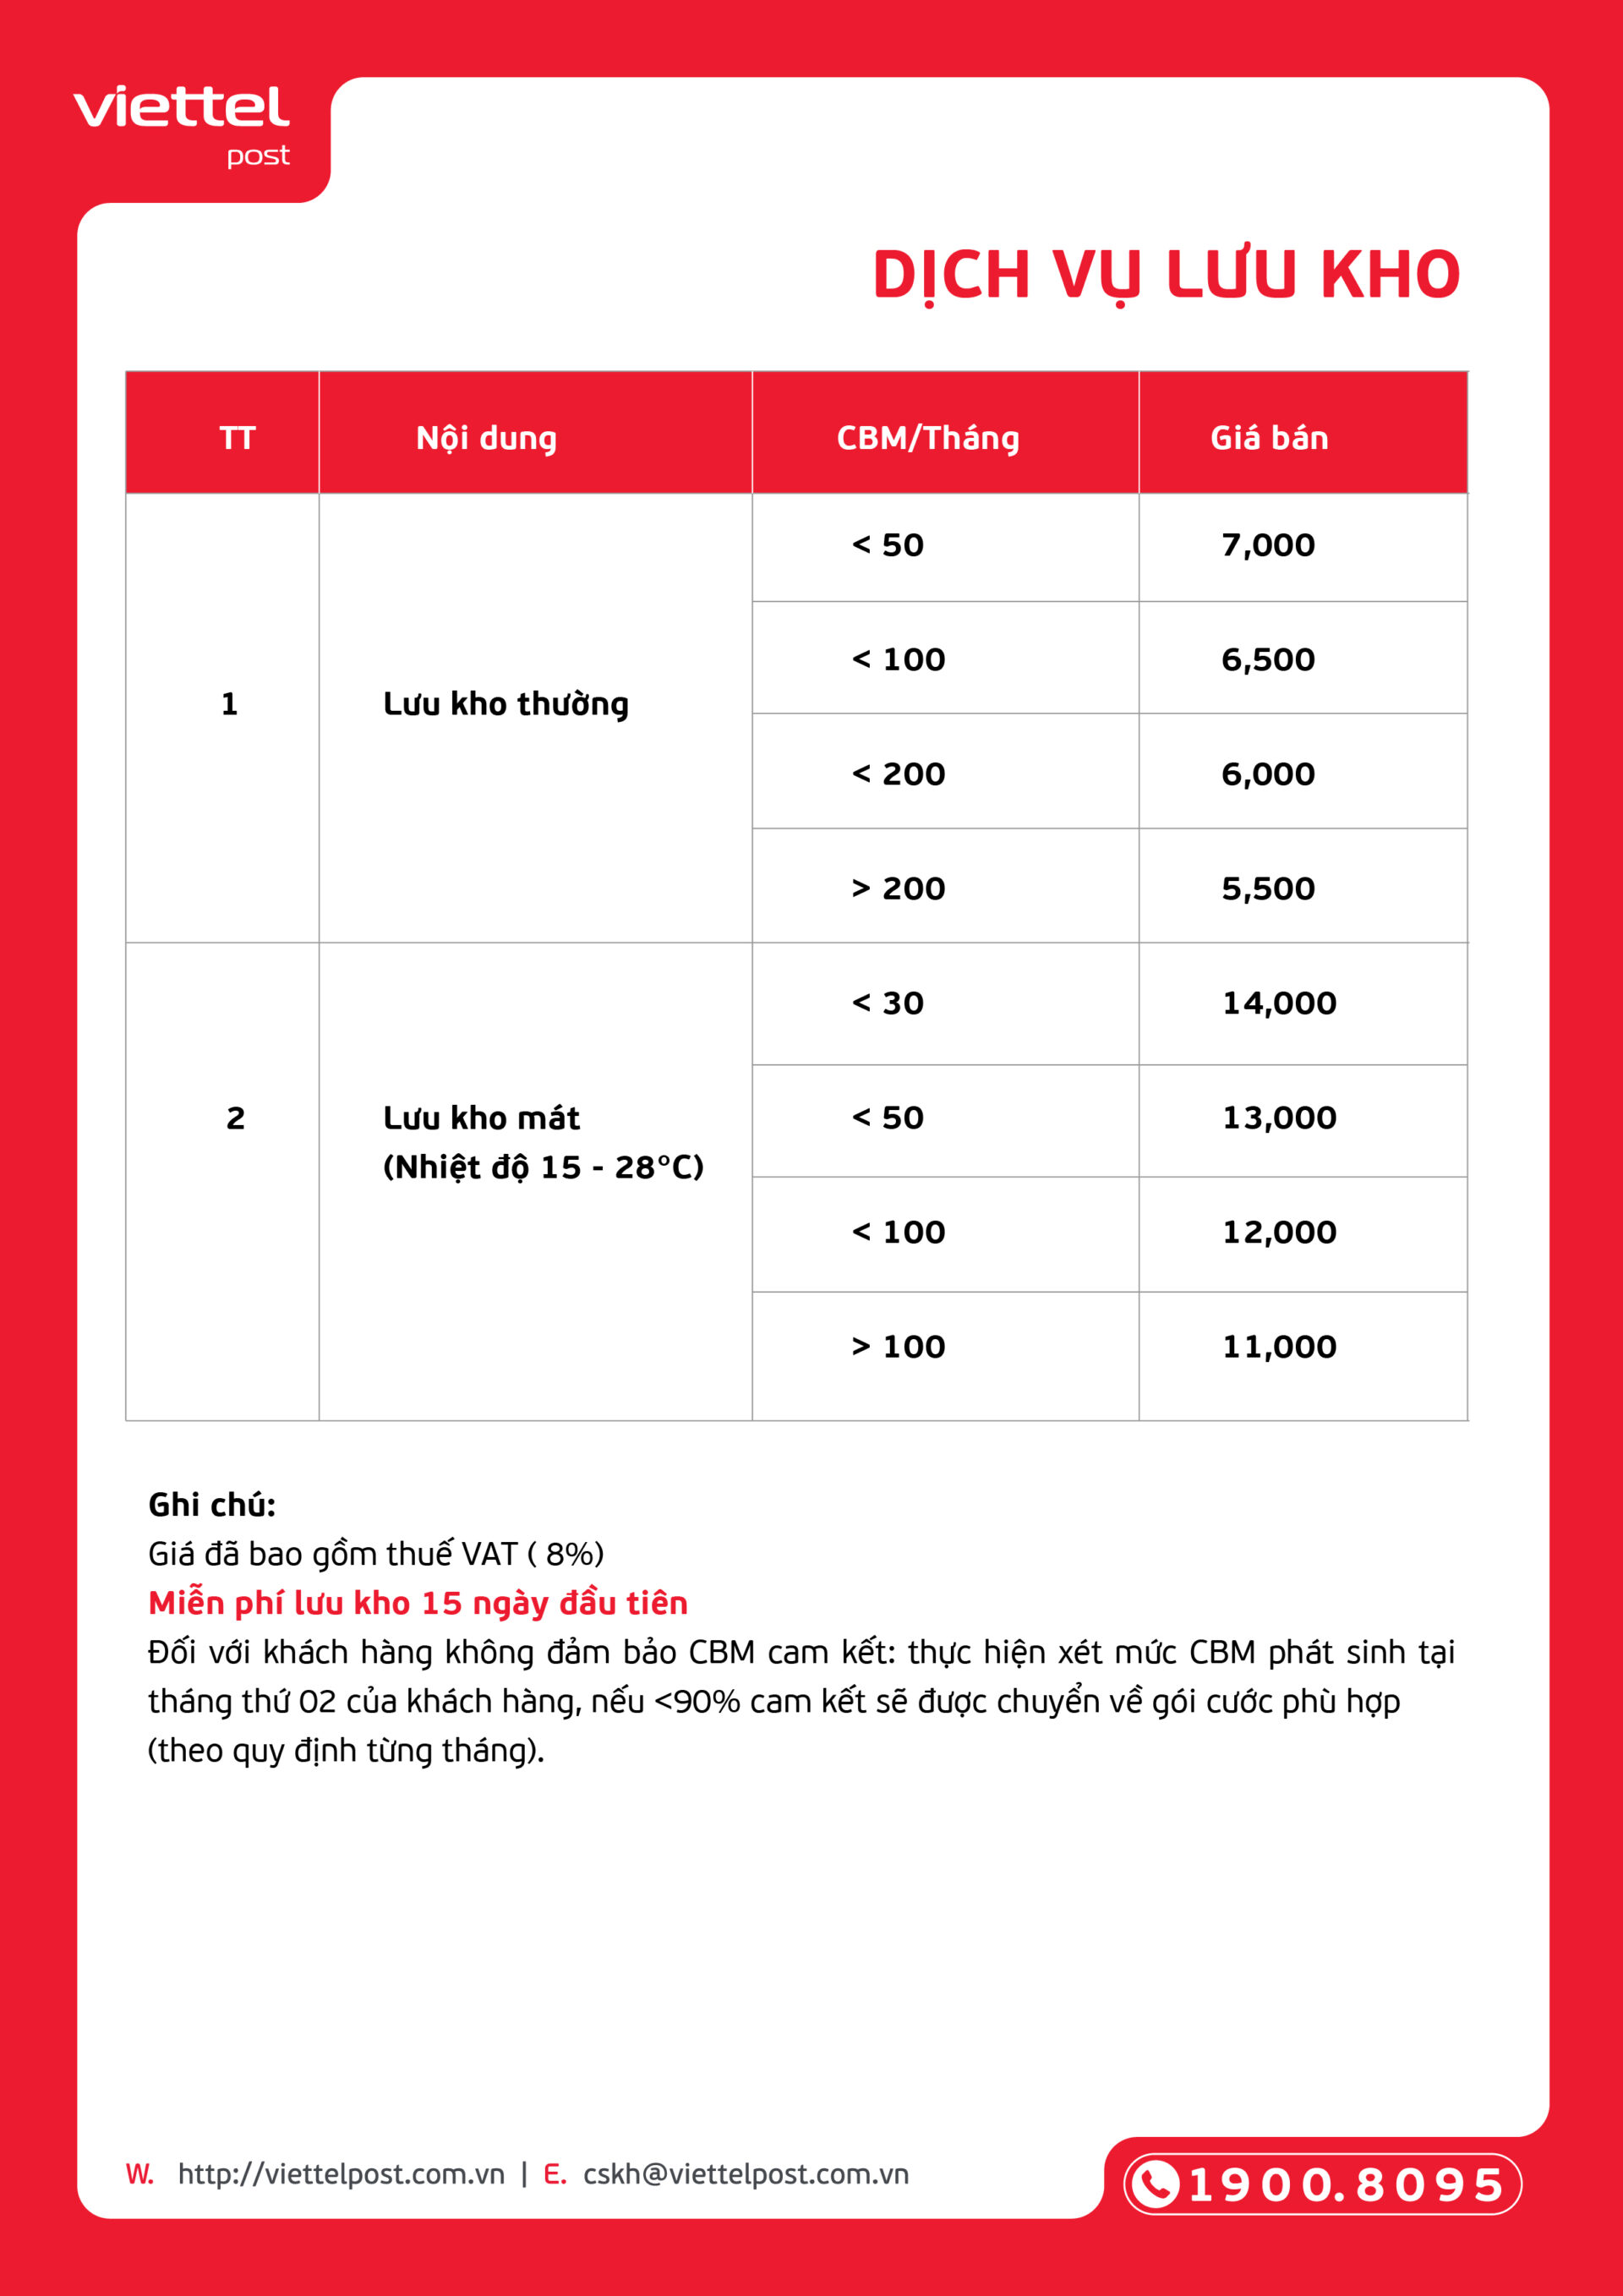 viettel
post
DỊCH VỤ LƯU KHO
TT Nội dung CBM/Tháng Giá bán
< 50 7,000
< 100 6,500
1 Lưu kho thường
< 200 6,000
> 200 5,500
< 30 14,000
2 Lưu kho mát < 50 13,000
(Nhiệt độ 15 - 28°C)
< 100 12,000
> 100 11,000
Ghi chú:
Giá đã bao gồm thuế VAT ( 8%)
Miễn phí lưu kho 15 ngày đầu tiên
Đối với khách hàng không đảm bảo CBM cam kết: thực hiện xét mức CBM phát sinh tại
tháng thứ 02 của khách hàng, nếu <90% cam kết sẽ được chuyển về gói cước phù hợp
(theo quy định từng tháng).
W. http://viettelpost.com.vn | E. cskh@viettelpost.com.vn
1900.8095